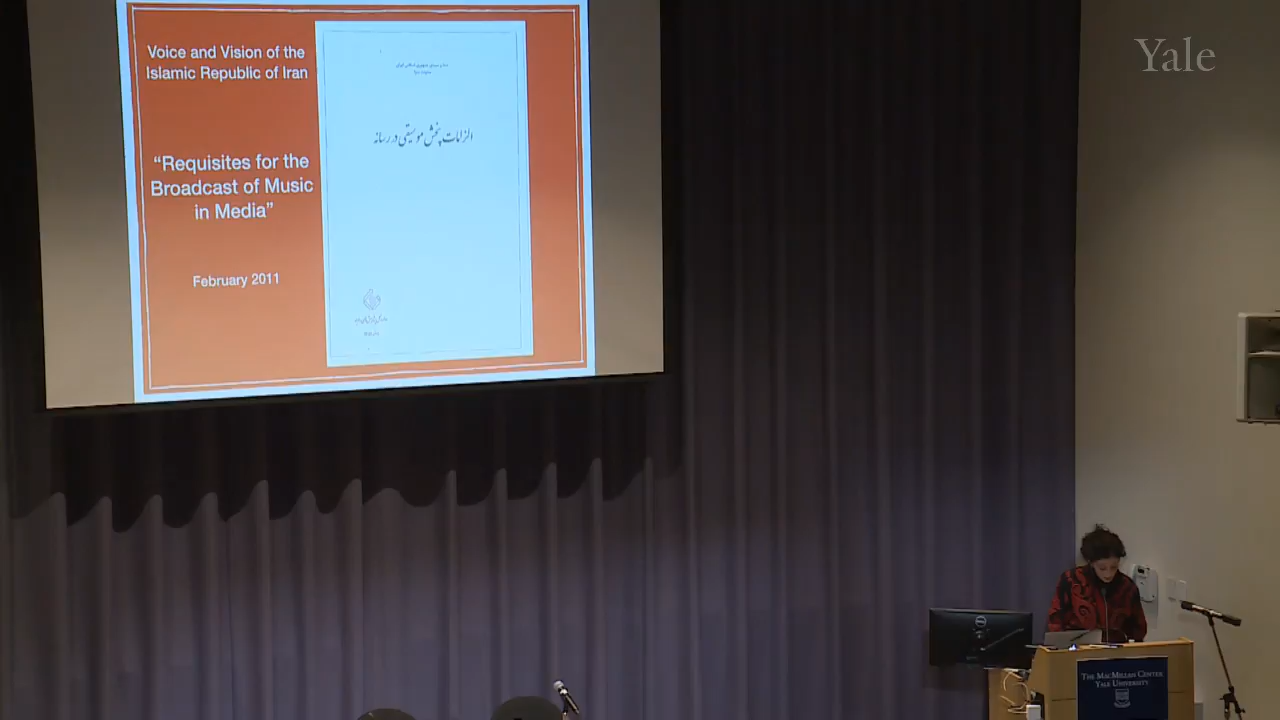 Yale
Voice and Vision of the
Islamic Republic of Iran
“Requisites for the
Broadcast of Music
in Media”
February 2011
الزامات پخش موسیقی در رسانه
DELL
THE MACMILLAN CENTER
YALE UNIVERSITY